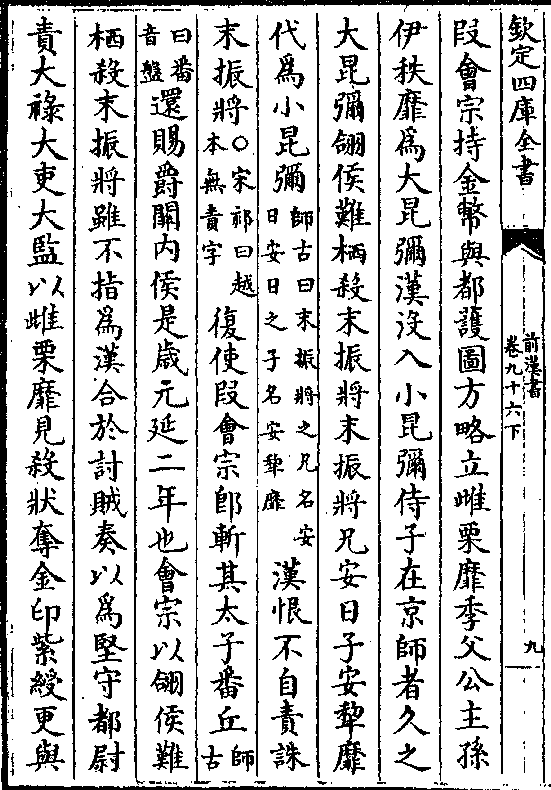 欽定四庫全書
前漢書
卷九十六下
九
段會宗持金幣與都護圖方略立雌栗靡季父公主孫
伊秩靡為大昆彌漢沒入小昆彌侍子在京師者久之
大昆彌翎侯難栖殺末振將末振將兄安日子安犂靡
代為小昆彌師古曰末振將之兄名安
日安日之子名安犂靡漢恨不自責誅
末振將○宋祁曰越
本無責字復使段會宗即斬其太子番丘師
古
曰番
音盤還賜爵關内侯是歲元延二年也會宗以翎侯難
栖殺末振將雖不指為漢合於討賊奏以為堅守都尉
責大祿大吏大監以雌栗靡見殺狀奪金印紫綬更與